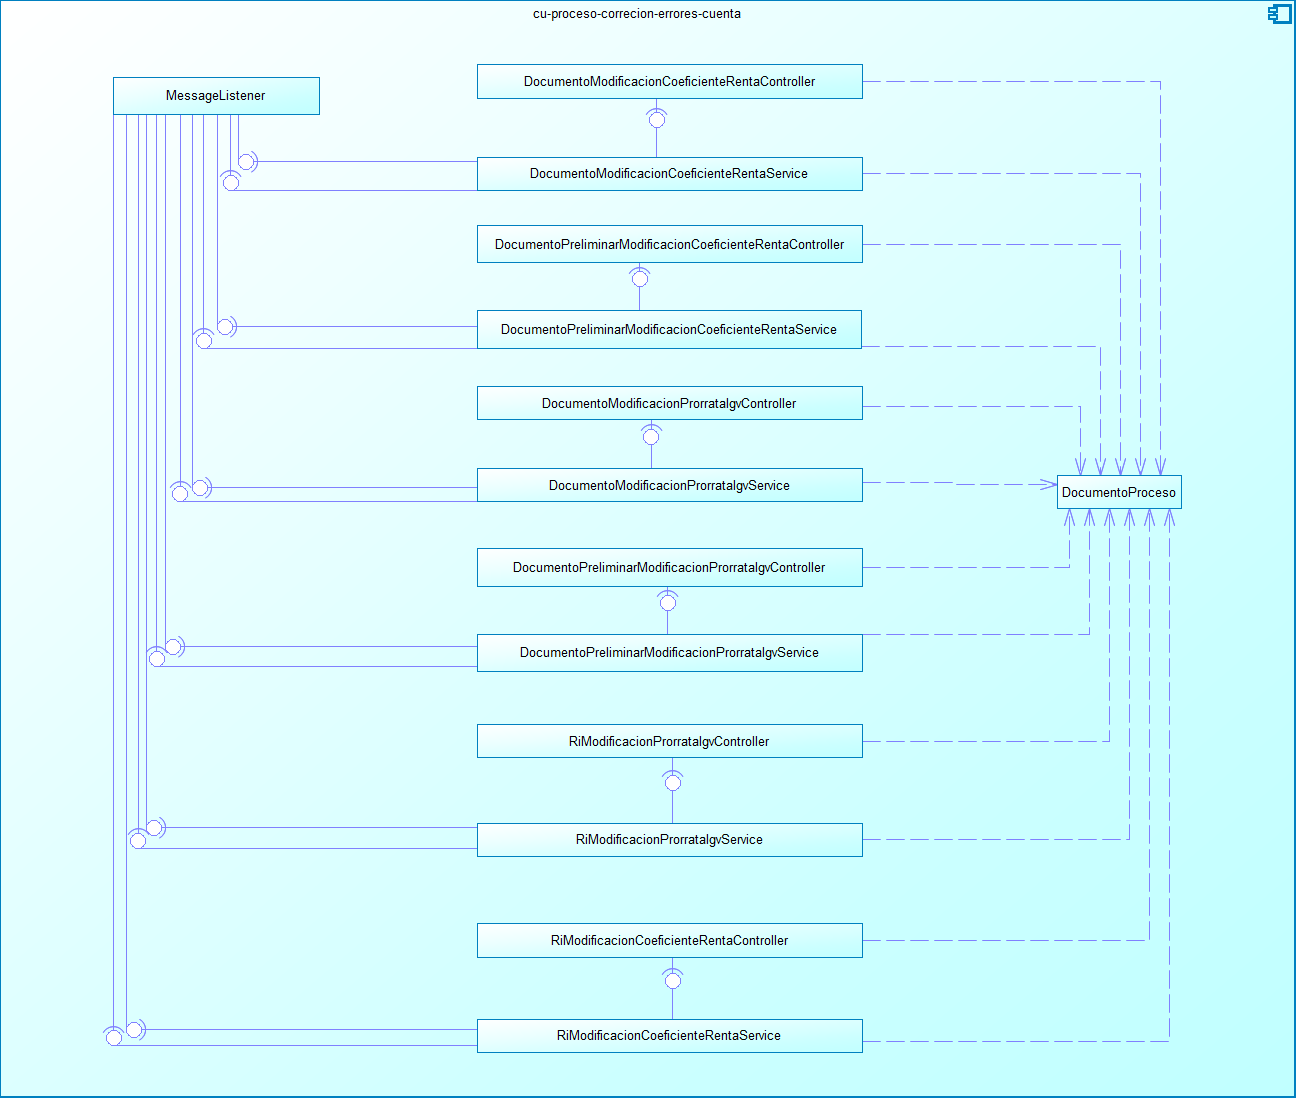 cu-proceso-correcion-errores-cuenta
MessageListener
DocumentoModificacionCoeficienteRentaController
DocumentoModificacionCoeficienteRentaService
DocumentoPreliminarModificacionCoeficienteRentaController
DocumentoPreliminarModificacionCoeficienteRentaService
DocumentoModificacionProrrataIgvController
DocumentoModificacionProrrataIgvService
DocumentoProceso
DocumentoPreliminarModificacionProrrataIgvController
DocumentoPreliminarModificacionProrrataIgvService
RiModificacionProrrataIgvController
RiModificacionProrrataIgvService
RiModificacionCoeficienteRentaController
RiModificacionCoeficienteRentaService